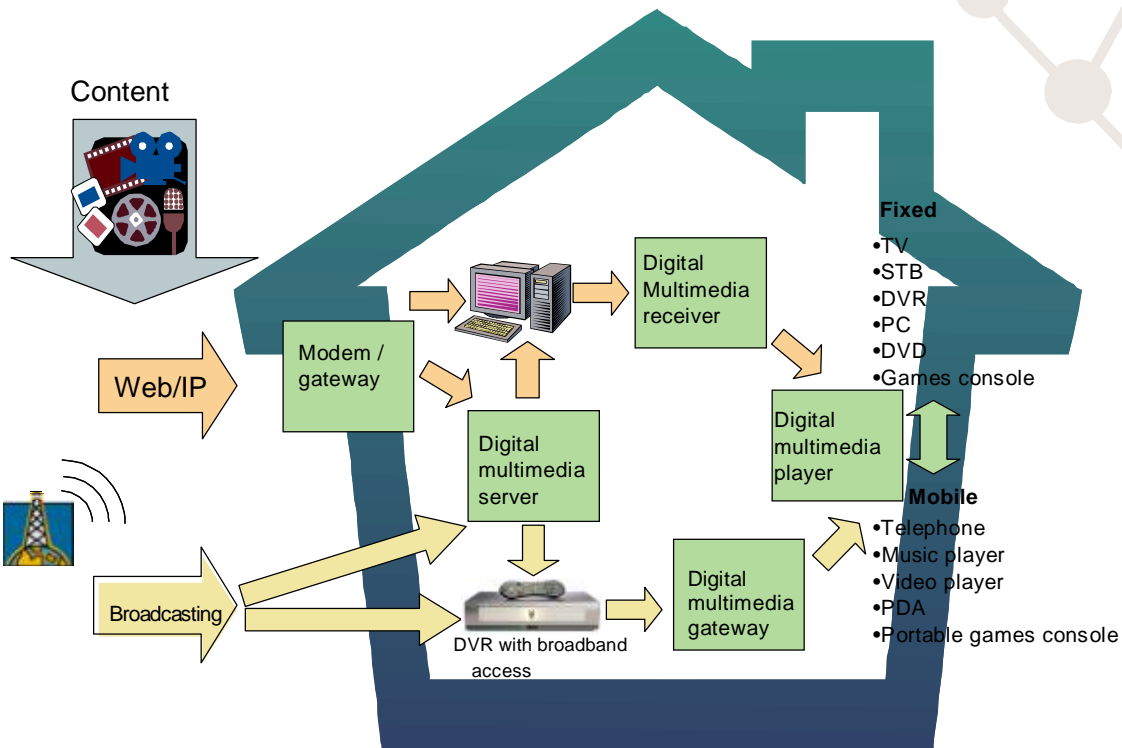 Content
Fixed
•TV
•STB
•DVR
•PC
•DVD
•Games console
Digital
Multimedia
receiver
Modem /
gateway
Web/IP
Digital
multimedia
server
Digital
multimedia
player
Mobile
•Telephone
•Music player
•Video player
•PDA
•Portable games console
Broadcasting
DVR with broadband
access
Digital
multimedia
gateway